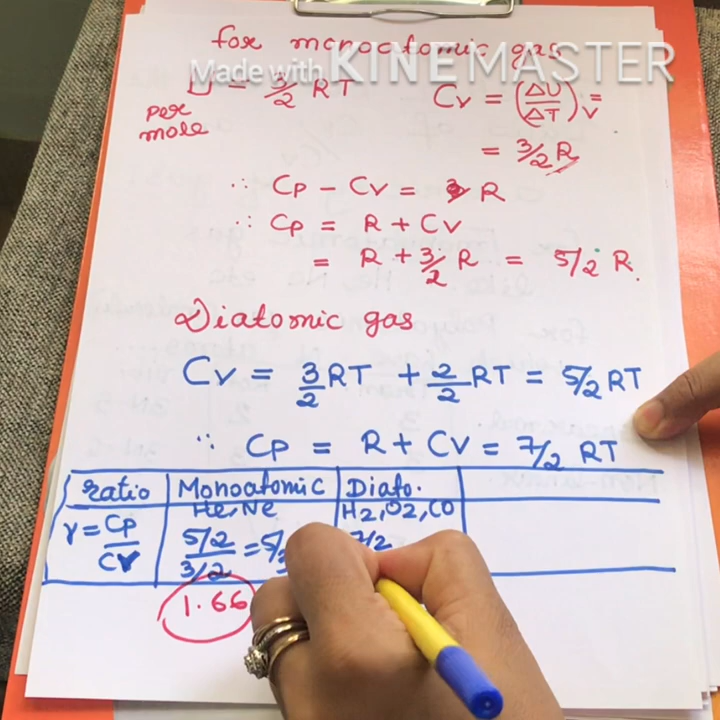 for monoatomic gas
Made with KINEMASTER
U = 3/2 RT
per mole
Cv = (ΔU/ΔT)v =
= 3/2 R
∴ Cp - Cv = R
∴ Cp = R + Cv
= R + 3/2 R = 5/2 R.
Diatomic gas
Cv = 3/2 RT + 2/2 RT = 5/2 RT
∴ Cp = R + Cv = 7/2 RT
ratio Monoatomic Diato.
He, Ne H2, O2, CO
γ = Cp/Cv 5/2 / 3/2 = 5/ 7/2
1.66